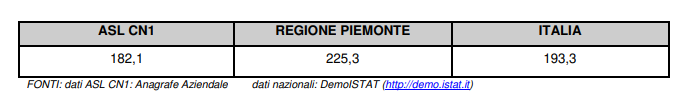 ASL CN1 REGIONE PIEMONTE ITALIA
182,1 225,3 193,3
FONTI: dati ASL CN1: Anagrafe Aziendale dati nazionali: DemoISTAT (http://demo.istat.it)